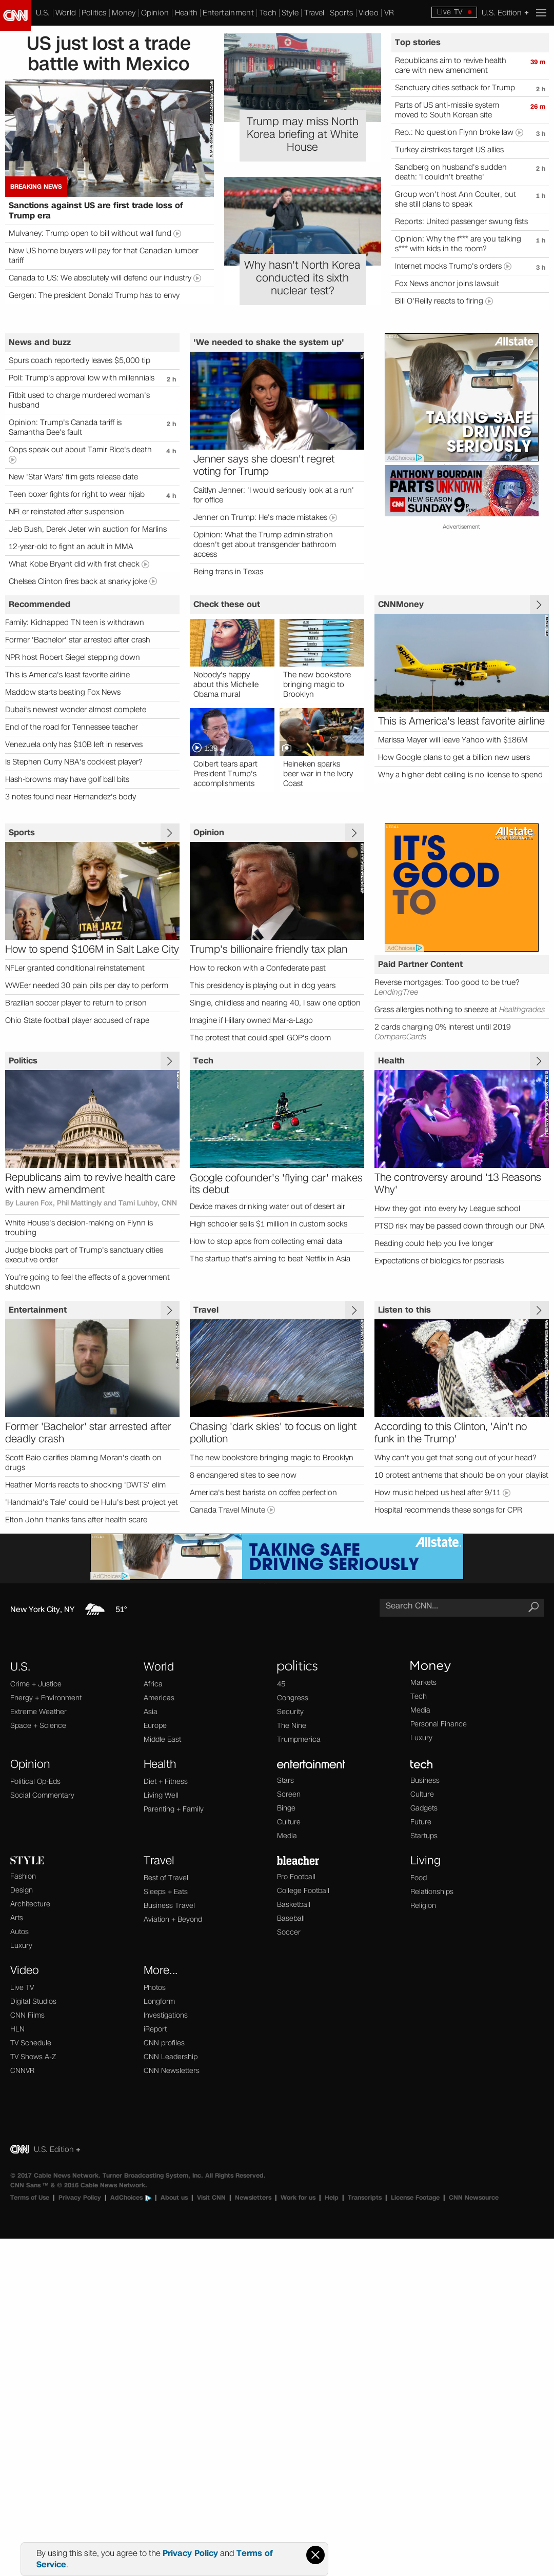 CNN
U.S. | World | Politics | Money | Opinion | Health | Entertainment | Tech | Style | Travel | Sports | Video | VR
Live TV
U.S. Edition +
US just lost a trade
battle with Mexico
BREAKING NEWS
Sanctions against US are first trade loss of
Trump era
Mulvaney: Trump open to bill without wall fund
New US home buyers will pay for that Canadian lumber
tariff
Canada to US: We absolutely will defend our industry
Gergen: The president Donald Trump has to envy
Trump may miss North
Korea briefing at White
House
Why hasn't North Korea
conducted its sixth
nuclear test?
Top stories
Republicans aim to revive health
care with new amendment
39 m
Sanctuary cities setback for Trump
2 h
Parts of US anti-missile system
moved to South Korean site
26 m
Rep.: No question Flynn broke law
3 h
Turkey airstrikes target US allies
Sandberg on husband's sudden
death: 'I couldn't breathe'
2 h
Group won't host Ann Coulter, but
she still plans to speak
1 h
Reports: United passenger swung fists
Opinion: Why the f*** are you talking
s*** with kids in the room?
1 h
Internet mocks Trump's orders
3 h
Fox News anchor joins lawsuit
Bill O'Reilly reacts to firing
News and buzz
Spurs coach reportedly leaves $5,000 tip
Poll: Trump's approval low with millennials
2 h
Fitbit used to charge murdered woman's
husband
Opinion: Trump's Canada tariff is
Samantha Bee's fault
2 h
Cops speak out about Tamir Rice's death
4 h
New 'Star Wars' film gets release date
Teen boxer fights for right to wear hijab
4 h
NFLer reinstated after suspension
Jeb Bush, Derek Jeter win auction for Marlins
12-year-old to fight an adult in MMA
What Kobe Bryant did with first check
Chelsea Clinton fires back at snarky joke
'We needed to shake the system up'
Jenner says she doesn't regret
voting for Trump
Caitlyn Jenner: 'I would seriously look at a run'
for office
Jenner on Trump: He's made mistakes
Opinion: What the Trump administration
doesn't get about transgender bathroom
access
Being trans in Texas
Allstate
TAKING SAFE
DRIVING
SERIOUSLY
AdChoices
ANTHONY BOURDAIN
PARTS UNKNOWN
CNN NEW SEASON
SUNDAY 9P
Advertisement
Recommended
Family: Kidnapped TN teen is withdrawn
Former 'Bachelor' star arrested after crash
NPR host Robert Siegel stepping down
This is America's least favorite airline
Maddow starts beating Fox News
Dubai's newest wonder almost complete
End of the road for Tennessee teacher
Venezuela only has $10B left in reserves
Is Stephen Curry NBA's cockiest player?
Hash-browns may have golf ball bits
3 notes found near Hernandez's body
Check these out
Nobody's happy
about this Michelle
Obama mural
The new bookstore
bringing magic to
Brooklyn
Colbert tears apart
President Trump's
accomplishments
Heineken sparks
beer war in the Ivory
Coast
CNNMoney
spirit
This is America's least favorite airline
Marissa Mayer will leave Yahoo with $186M
How Google plans to get a billion new users
Why a higher debt ceiling is no license to spend
Sports
UTAH JAZZ
How to spend $106M in Salt Lake City
NFLer granted conditional reinstatement
WWEer needed 30 pain pills per day to perform
Brazilian soccer player to return to prison
Ohio State football player accused of rape
Opinion
Trump's billionaire friendly tax plan
How to reckon with a Confederate past
This presidency is playing out in dog years
Single, childless and nearing 40, I saw one option
Imagine if Hillary owned Mar-a-Lago
The protest that could spell GOP's doom
Allstate
IT'S
GOOD
TO
AdChoices
Paid Partner Content
Reverse mortgages: Too good to be true?
LendingTree
Grass allergies nothing to sneeze at Healthgrades
2 cards charging 0% interest until 2019
CompareCards
Politics
Republicans aim to revive health care
with new amendment
By Lauren Fox, Phil Mattingly and Tami Luhby, CNN
White House's decision-making on Flynn is
troubling
Judge blocks part of Trump's sanctuary cities
executive order
You're going to feel the effects of a government
shutdown
Tech
Google cofounder's 'flying car' makes
its debut
Device makes drinking water out of desert air
High schooler sells $1 million in custom socks
How to stop apps from collecting email data
The startup that's aiming to beat Netflix in Asia
Health
The controversy around '13 Reasons
Why'
How they got into every Ivy League school
PTSD risk may be passed down through our DNA
Reading could help you live longer
Expectations of biologics for psoriasis
Entertainment
Former 'Bachelor' star arrested after
deadly crash
Scott Baio clarifies blaming Moran's death on
drugs
Heather Morris reacts to shocking 'DWTS' elim
'Handmaid's Tale' could be Hulu's best project yet
Elton John thanks fans after health scare
Travel
Chasing 'dark skies' to focus on light
pollution
The new bookstore bringing magic to Brooklyn
8 endangered sites to see now
America's best barista on coffee perfection
Canada Travel Minute
Listen to this
According to this Clinton, 'Ain't no
funk in the Trump'
Why can't you get that song out of your head?
10 protest anthems that should be on your playlist
How music helped us heal after 9/11
Hospital recommends these songs for CPR
TAKING SAFE
DRIVING SERIOUSLY
Allstate
AdChoices
New York City, NY
51°
Search CNN...
U.S.
Crime + Justice
Energy + Environment
Extreme Weather
Space + Science
World
Africa
Americas
Asia
Europe
Middle East
politics
45
Congress
Security
The Nine
Trumpmerica
Money
Markets
Tech
Media
Personal Finance
Luxury
Opinion
Political Op-Eds
Social Commentary
Health
Diet + Fitness
Living Well
Parenting + Family
entertainment
Stars
Screen
Binge
Culture
Media
tech
Business
Culture
Gadgets
Future
Startups
STYLE
Fashion
Design
Architecture
Arts
Autos
Luxury
Travel
Best of Travel
Sleeps + Eats
Business Travel
Aviation + Beyond
bleacher
Pro Football
College Football
Basketball
Baseball
Soccer
Living
Food
Relationships
Religion
Video
Live TV
Digital Studios
CNN Films
HLN
TV Schedule
TV Shows A-Z
CNNVR
More...
Photos
Longform
Investigations
iReport
CNN profiles
CNN Leadership
CNN Newsletters
CNN U.S. Edition +
© 2017 Cable News Network. Turner Broadcasting System, Inc. All Rights Reserved.
CNN Sans ™ & © 2016 Cable News Network.
Terms of Use | Privacy Policy | AdChoices | About us | Visit CNN | Newsletters | Work for us | Help | Transcripts | License Footage | CNN Newsource
By using this site, you agree to the Privacy Policy and Terms of
Service.